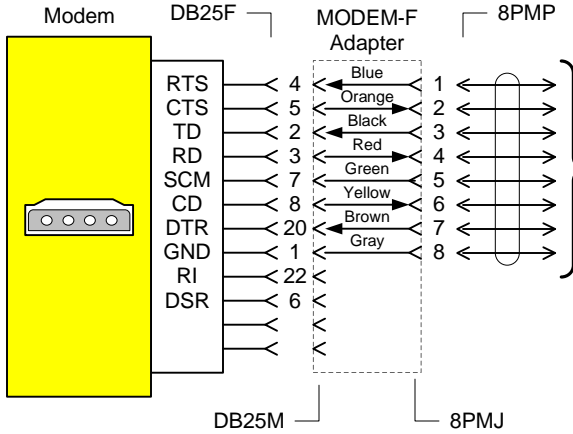 Modem DB25F MODEM-F 8PMP
Adapter
RTS 4 Blue 1
CTS 5 Orange 2
TD 2 Black 3
RD 3 Red 4
SCM 7 Green 5
CD 8 Yellow 6
DTR 20 Brown 7
GND 1 Gray 8
RI 22
DSR 6
DB25M 8PMJ